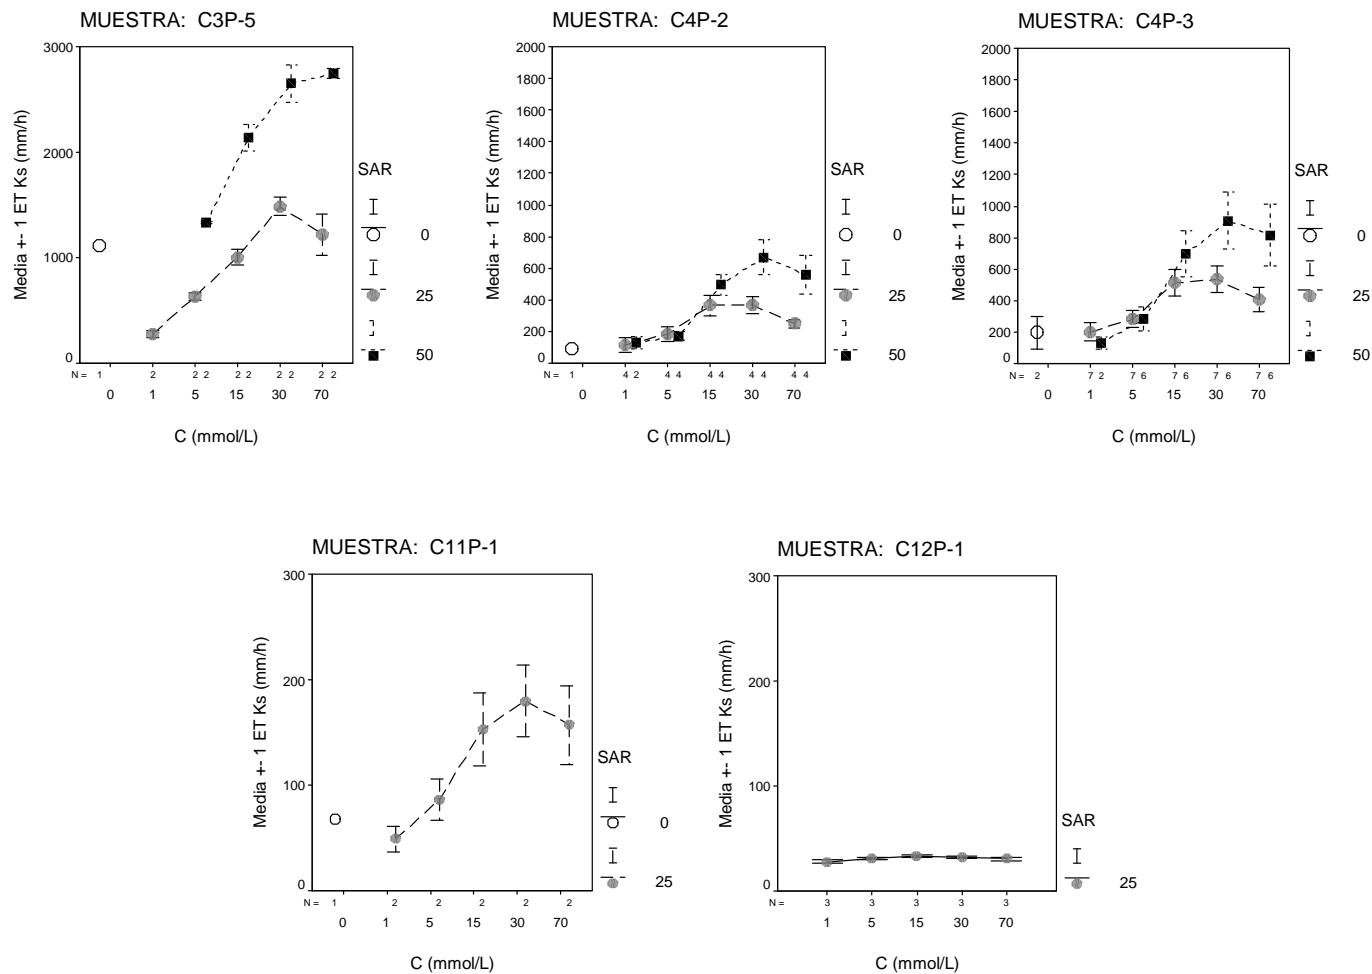 MUESTRA: C3P-5
Media +- 1 ET Ks (mm/h)
3000
2000
1000
0
N = 1 2 2 2 2 2 2 2 2 2 2
0 1 5 15 30 70
C (mmol/L)
SAR
0
25
50
MUESTRA: C4P-2
Media +- 1 ET Ks (mm/h)
2000
1800
1600
1400
1200
1000
800
600
400
200
0
N = 1 4 2 4 4 4 4 4 4 4 4
0 1 5 15 30 70
C (mmol/L)
SAR
0
25
50
MUESTRA: C4P-3
Media +- 1 ET Ks (mm/h)
2000
1800
1600
1400
1200
1000
800
600
400
200
0
N = 2 7 2 7 6 7 6 7 6 7 6
0 1 5 15 30 70
C (mmol/L)
SAR
0
25
50
MUESTRA: C11P-1
Media +- 1 ET Ks (mm/h)
300
200
100
0
N = 1 2 2 2 2 2
0 1 5 15 30 70
C (mmol/L)
SAR
0
25
MUESTRA: C12P-1
Media +- 1 ET Ks (mm/h)
300
200
100
0
N = 3 3 3 3 3
1 5 15 30 70
C (mmol/L)
SAR
25